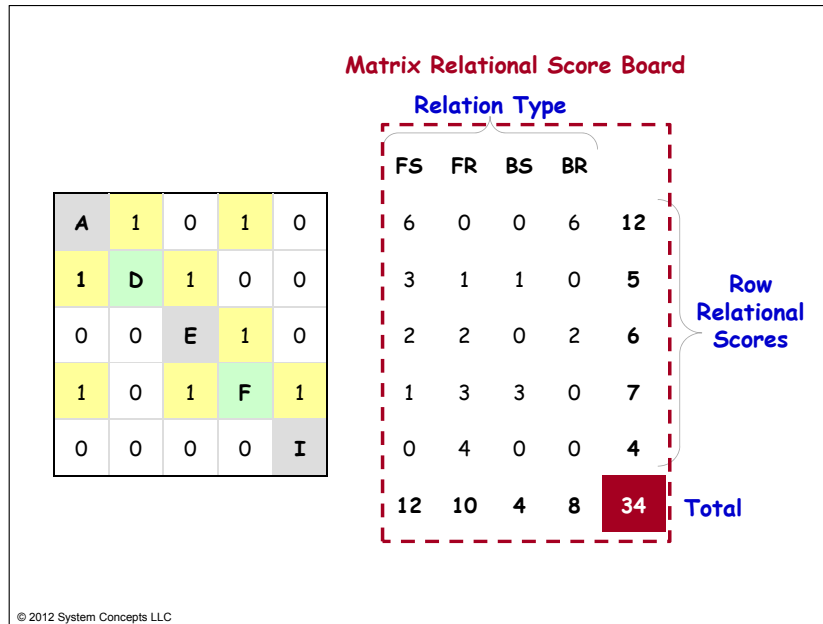 Matrix Relational Score Board
Relation Type
FS FR BS BR
A 1 0 1 0 6 0 0 6 12
1 D 1 0 0 3 1 1 0 5
0 0 E 1 0 2 2 0 2 6
1 0 1 F 1 1 3 3 0 7
0 0 0 0 I 0 4 0 0 4
12 10 4 8 34 Total
Row
Relational
Scores
© 2012 System Concepts LLC